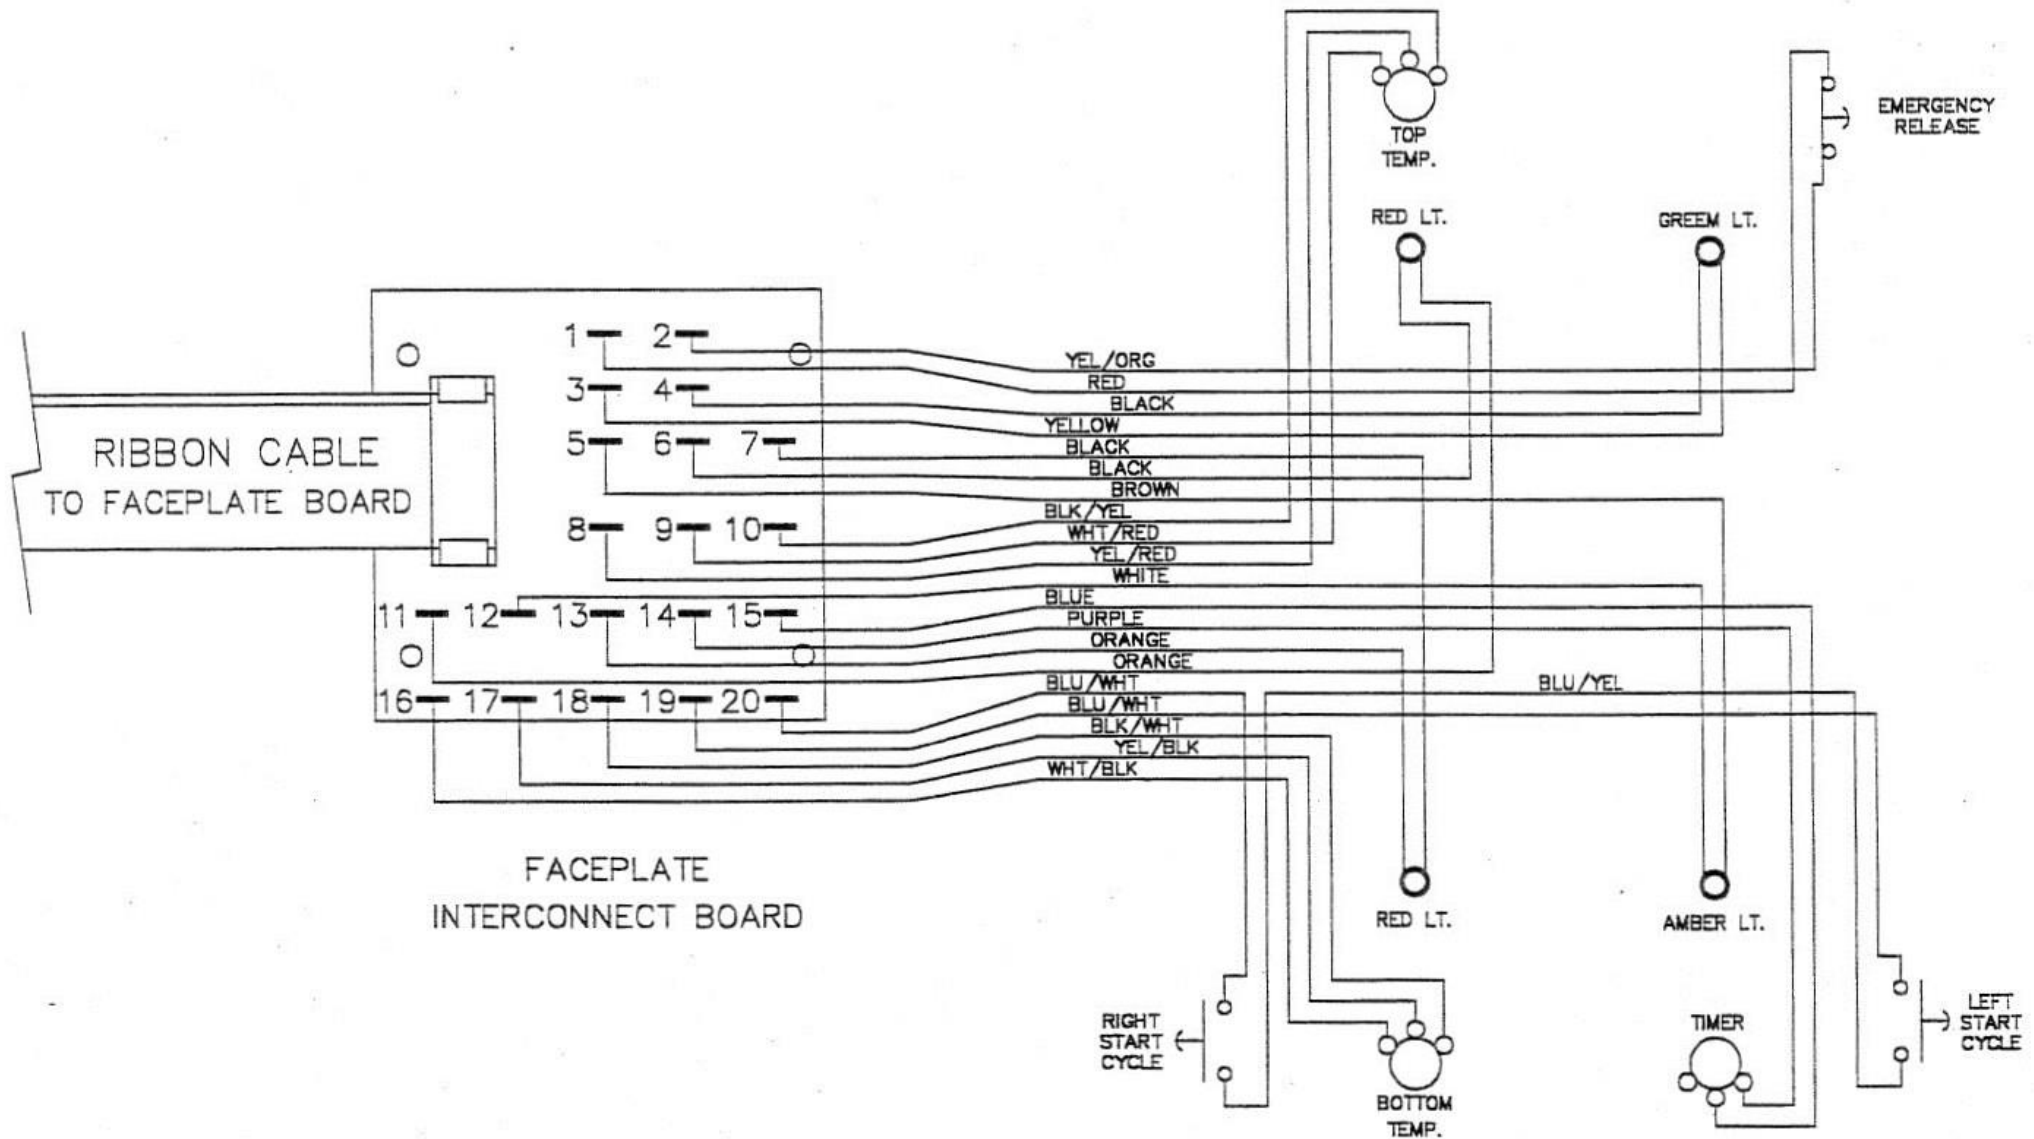 TOP
TEMP.
EMERGENCY
RELEASE
RED LT.
GREEM LT.
1 2
3 4
5 6 7
8 9 10
11 12 13 14 15
16 17 18 19 20
RIBBON CABLE
TO FACEPLATE BOARD
YEL/ORG
RED
BLACK
YELLOW
BLACK
BLACK
BROWN
BLK/YEL
WHT/RED
YEL/RED
WHITE
BLUE
PURPLE
ORANGE
ORANGE
BLU/WHT
BLU/YEL
BLU/WHT
BLK/WHT
YEL/BLK
WHT/BLK
FACEPLATE
INTERCONNECT BOARD
RED LT.
AMBER LT.
RIGHT
START
CYCLE
BOTTOM
TEMP.
TIMER
LEFT
START
CYCLE